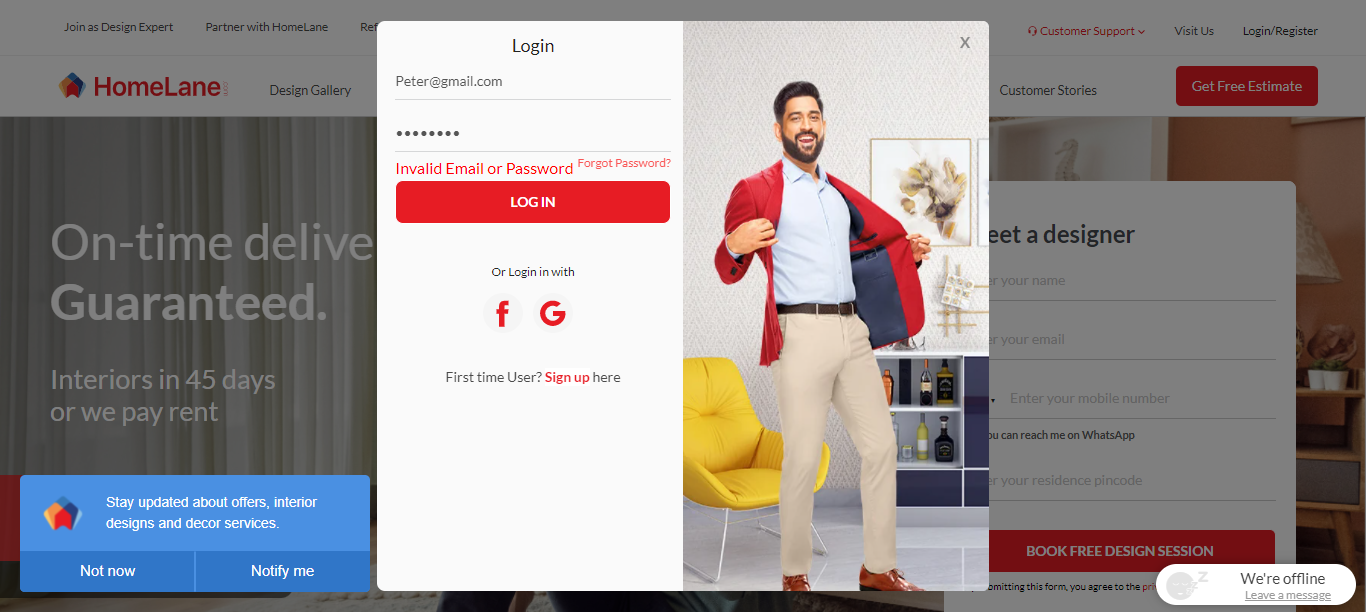 Join as Design Expert
Partner with HomeLane
Ref
Customer Support
Visit Us
Login/Register
HomeLane
Design Gallery
Customer Stories
Get Free Estimate
Login
X
Peter@gmail.com
••••••••
Invalid Email or Password
Forgot Password?
LOG IN
Or Login in with
f
G
First time User? Sign up here
On-time delive
Guaranteed.
Interiors in 45 days
or we pay rent
eet a designer
er your name
er your email
Enter your mobile number
ou can reach me on WhatsApp
er your residence pincode
BOOK FREE DESIGN SESSION
omitting this form, you agree to the pri
Stay updated about offers, interior
designs and decor services.
Not now
Notify me
We're offline
Leave a message